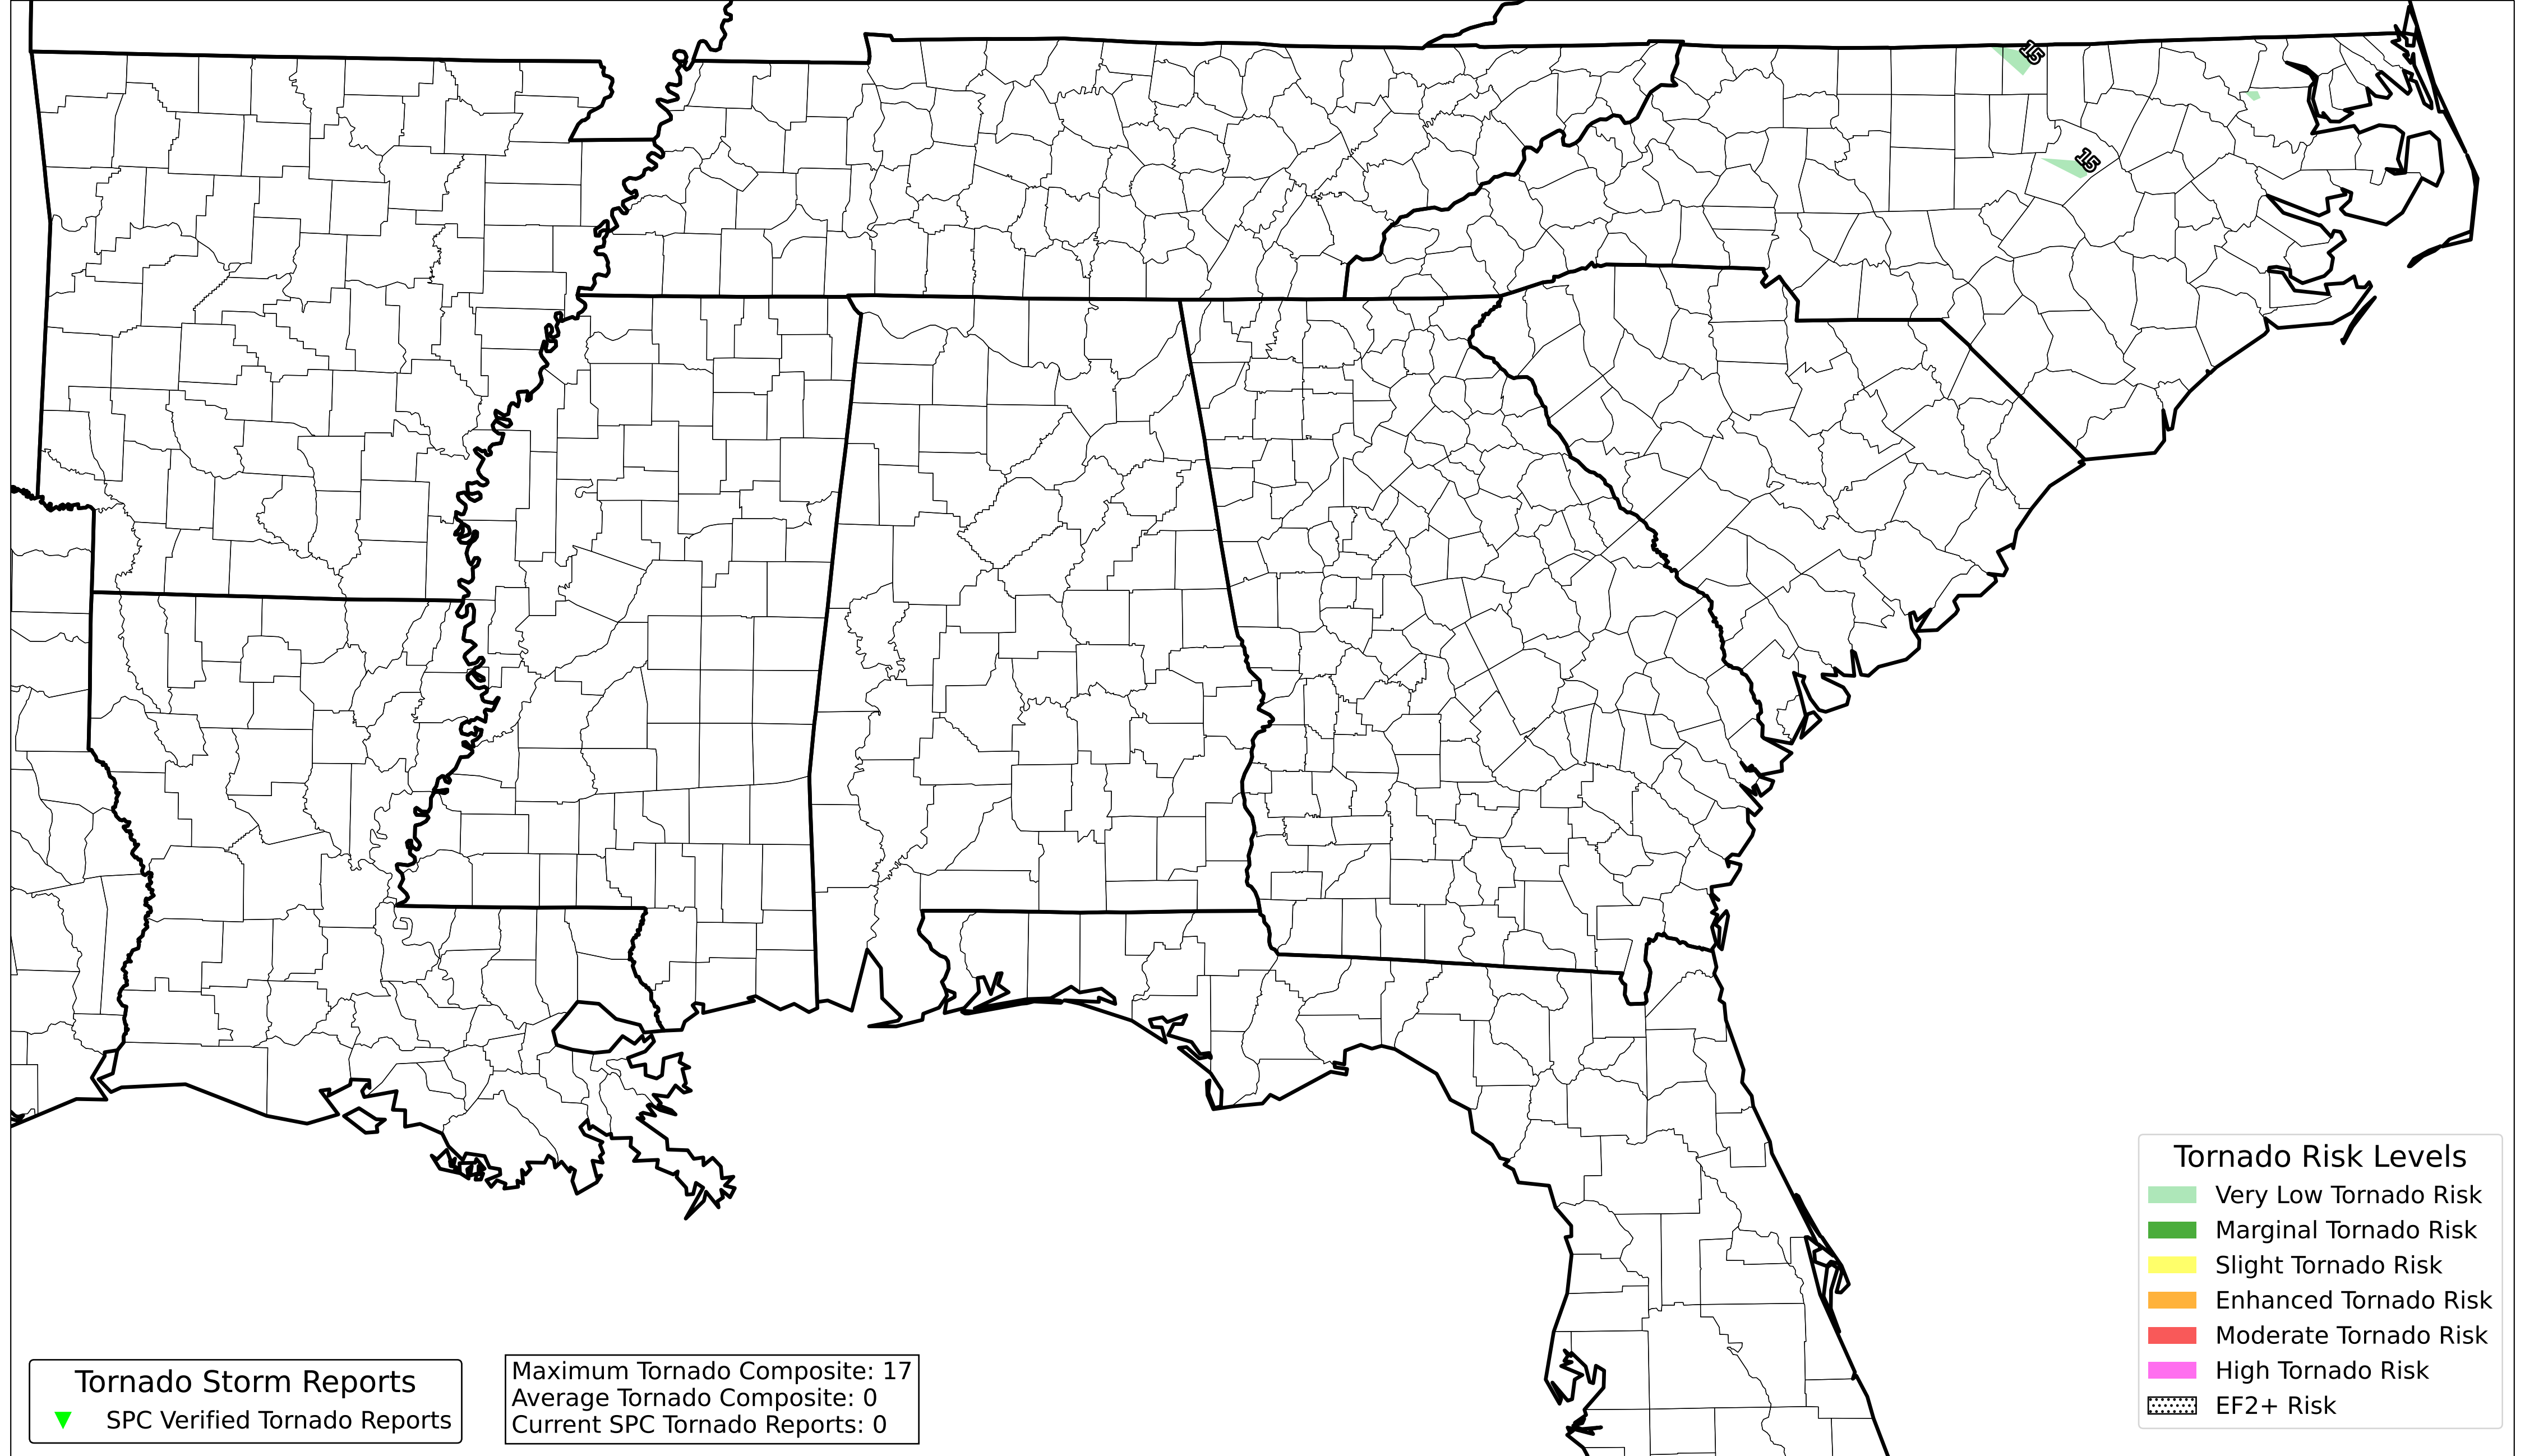 15
15
Tornado Risk Levels
Very Low Tornado Risk
Marginal Tornado Risk
Slight Tornado Risk
Enhanced Tornado Risk
Moderate Tornado Risk
High Tornado Risk
EF2+ Risk
Tornado Storm Reports
SPC Verified Tornado Reports
Maximum Tornado Composite: 17
Average Tornado Composite: 0
Current SPC Tornado Reports: 0